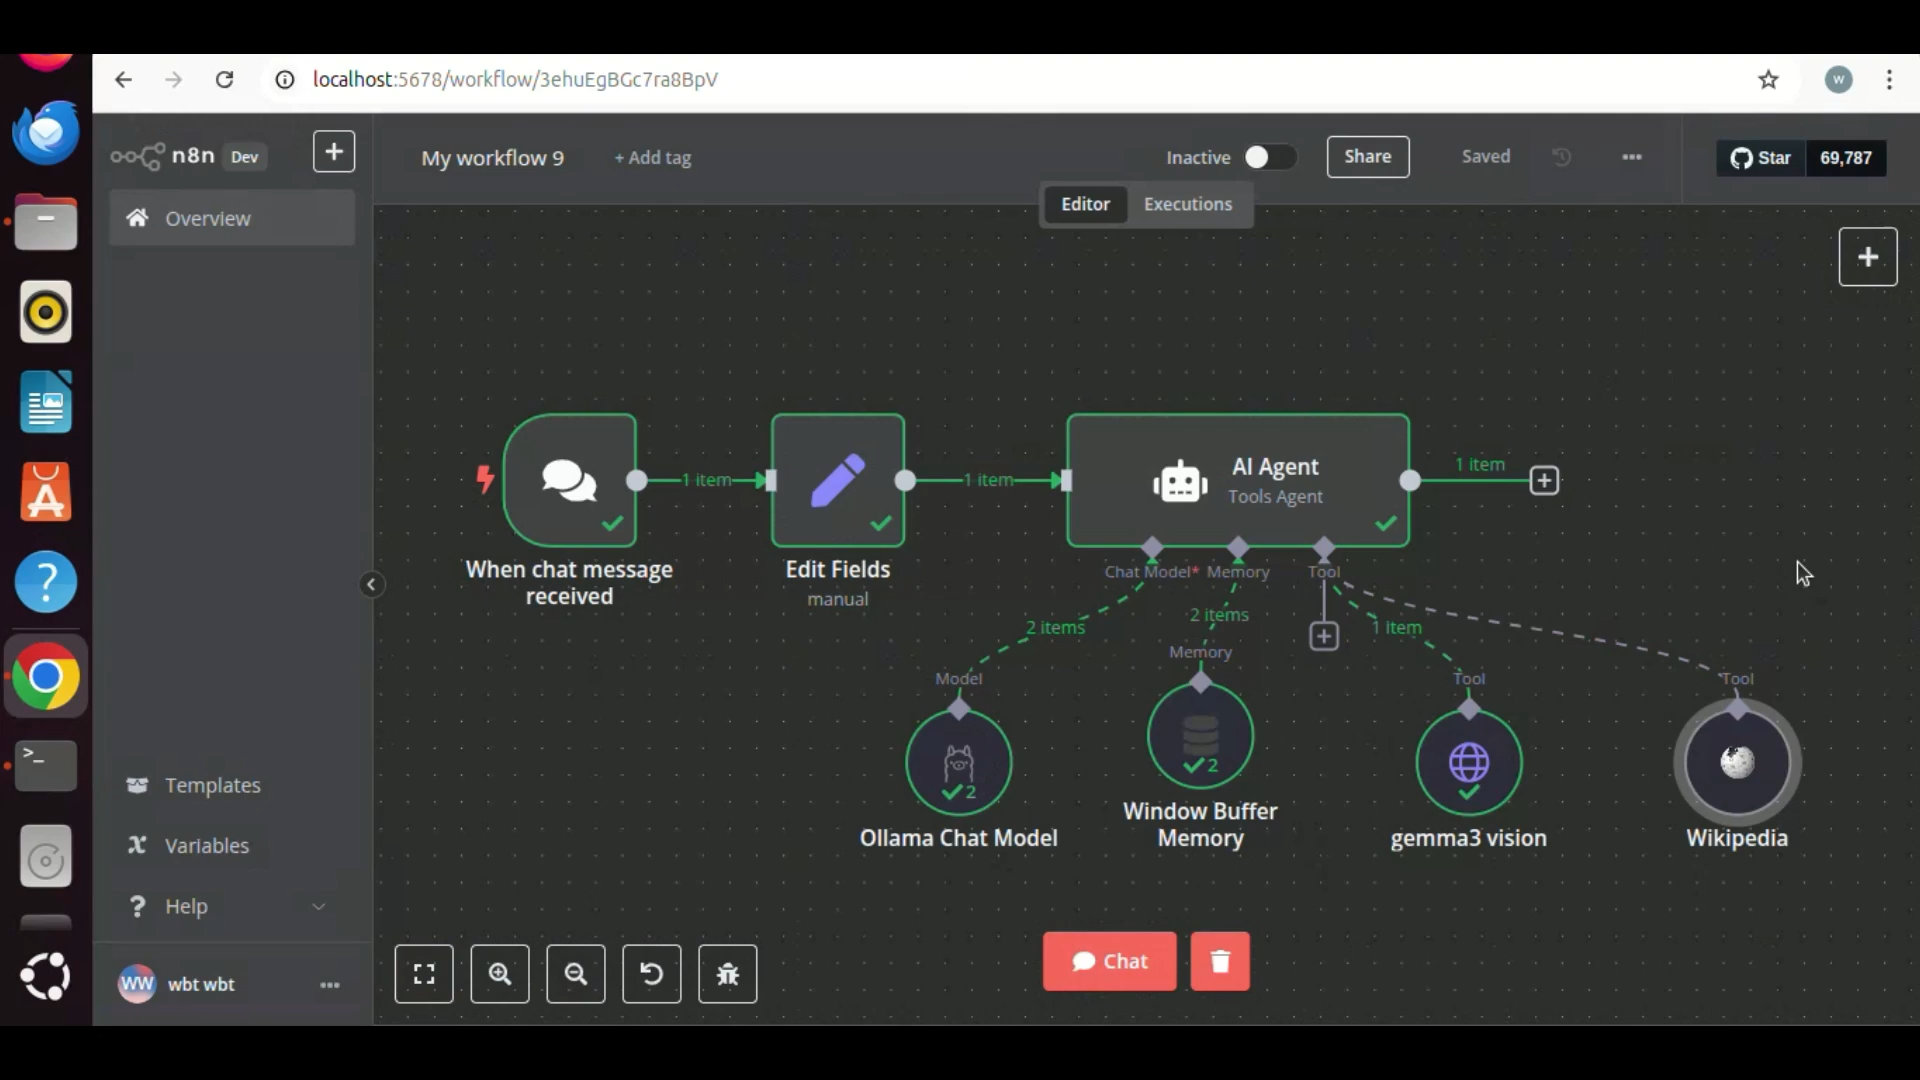 localhost:5678/workflow/3ehuEgBGc7ra8BpV
W
n8n Dev
My workflow 9
+ Add tag
Inactive
Share
Saved
Star 69,787
Editor
Executions
Overview
1 item
1 item
AI Agent
Tools Agent
1 item
When chat message
received
Edit Fields
manual
Chat Model*
Memory
Tool
2 items
2 items
1 item
Memory
Model
Tool
Tool
2
2
Ollama Chat Model
Window Buffer
Memory
gemma3 vision
Wikipedia
Templates
Variables
Help
Chat
WW
wbt wbt